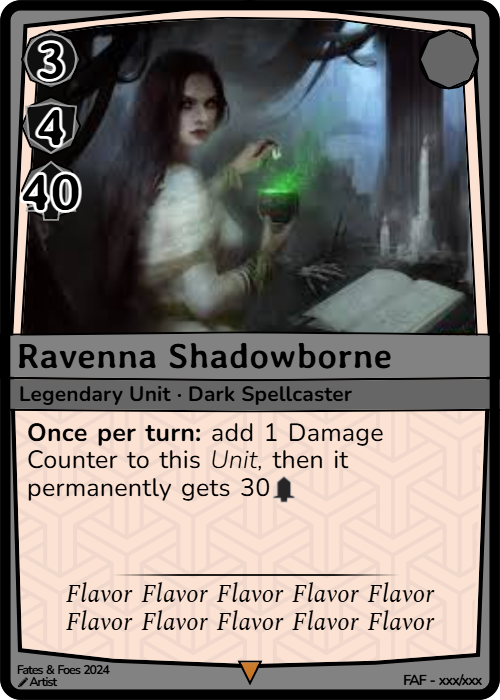 3
4
40
Ravenna Shadowborne
Legendary Unit · Dark Spellcaster
Once per turn: add 1 Damage
Counter to this Unit, then it
permanently gets 30
Flavor Flavor Flavor Flavor Flavor
Flavor Flavor Flavor Flavor Flavor
Fates & Foes 2024
Artist
FAF - xxx/xxx